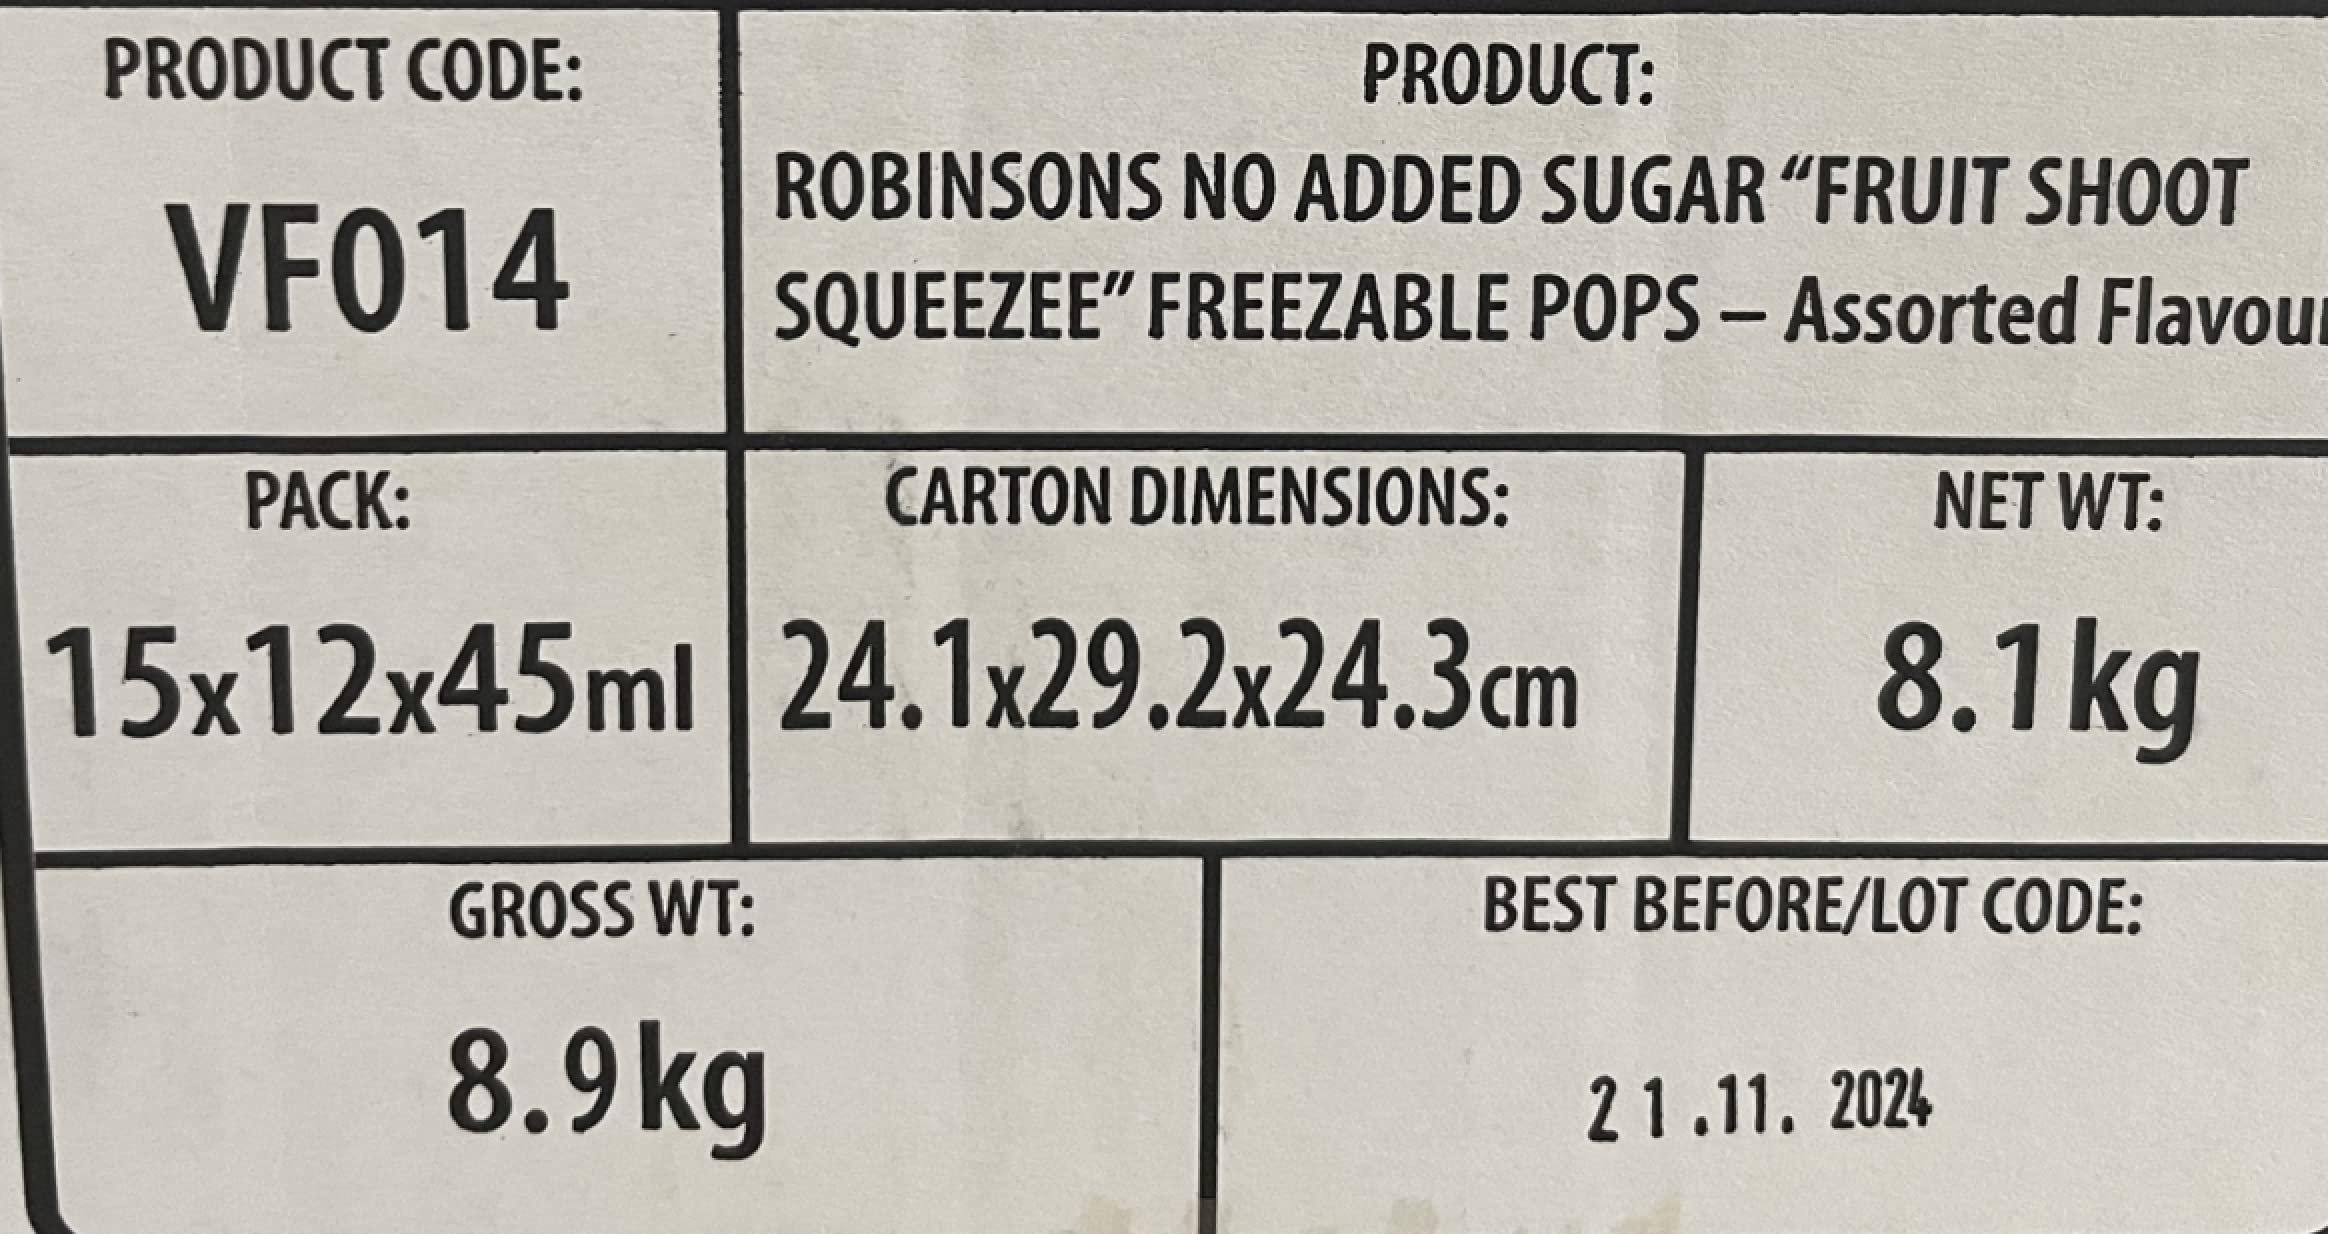 PRODUCT CODE:
VF014
PRODUCT:
ROBINSONS NO ADDED SUGAR “FRUIT SHOOT
SQUEEZEE” FREEZABLE POPS – Assorted Flavour
PACK:
15x12x45ml
CARTON DIMENSIONS:
24.1x29.2x24.3cm
NET WT:
8.1kg
GROSS WT:
8.9kg
BEST BEFORE/LOT CODE:
21.11. 2024